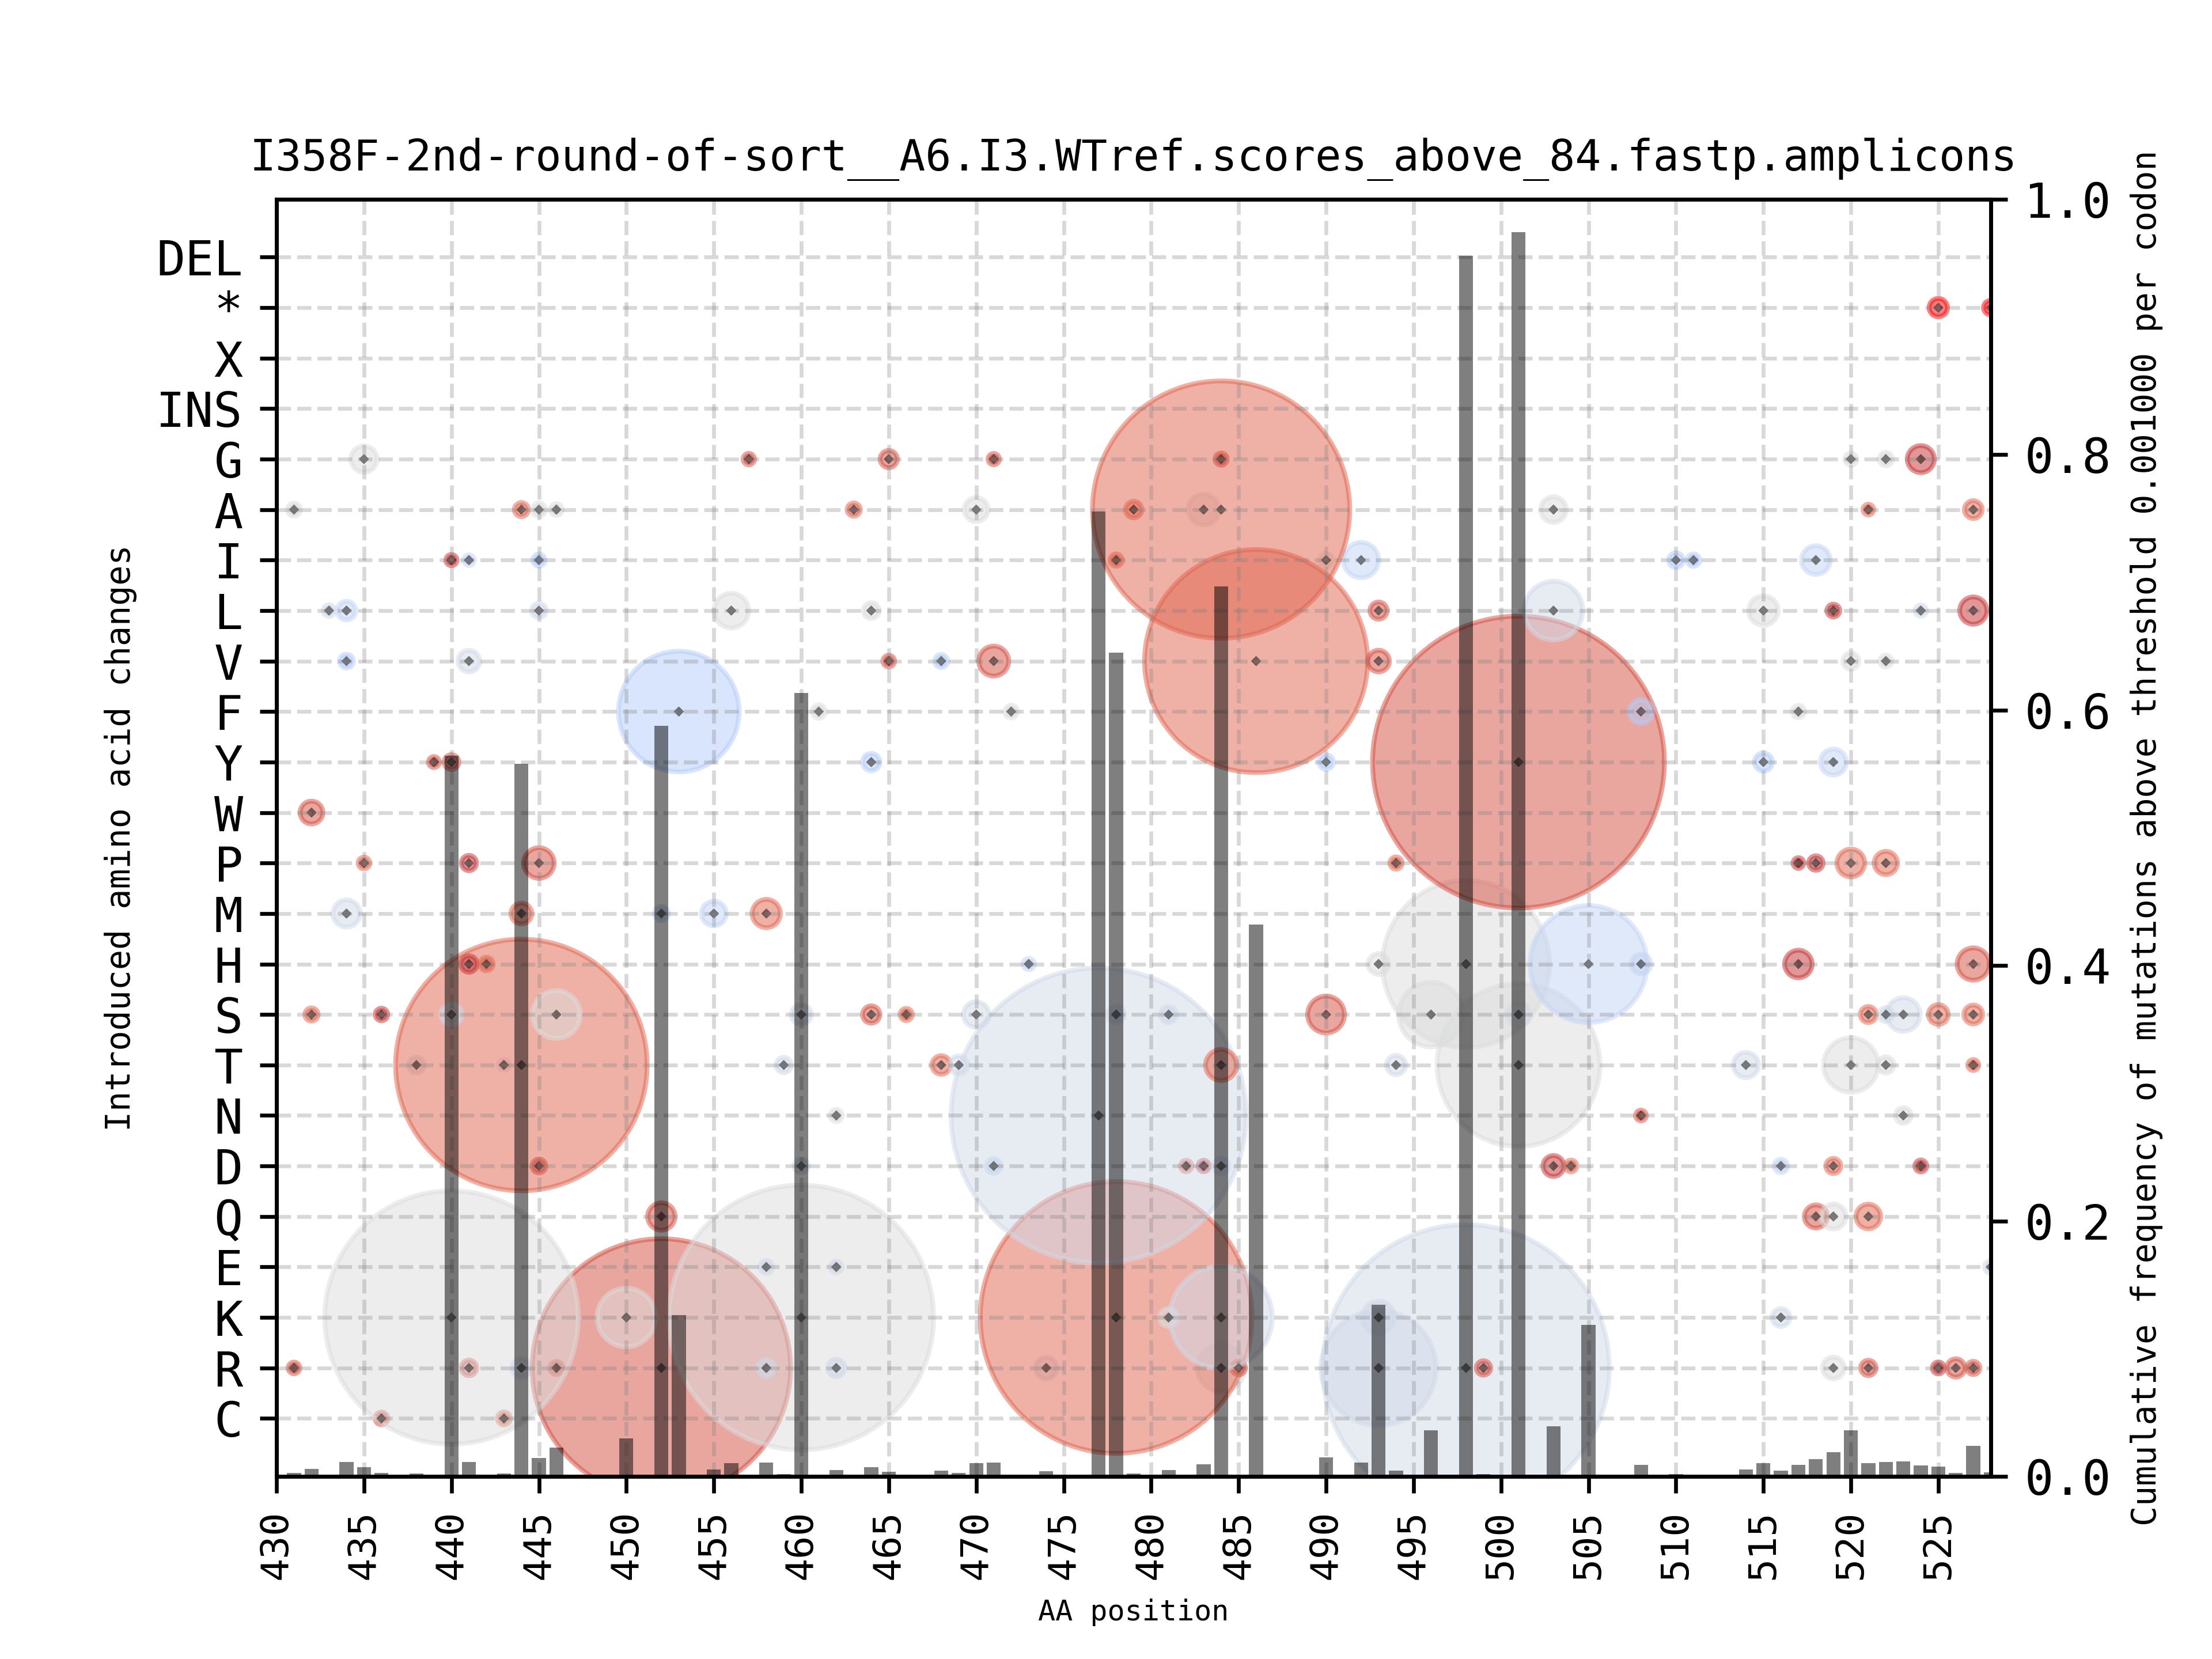 I358F-2nd-round-of-sort__A6.I3.WTref.scores_above_84.fastp.amplicons
Introduced amino acid changes
DEL
*
X
INS
G
A
I
L
V
F
Y
W
P
M
H
S
T
N
D
Q
E
K
R
C
1.0
0.8
0.6
0.4
0.2
0.0
Cumulative frequency of mutations above threshold 0.001000 per codon
430
435
440
445
450
455
460
465
470
475
480
485
490
495
500
505
510
515
520
525
AA position